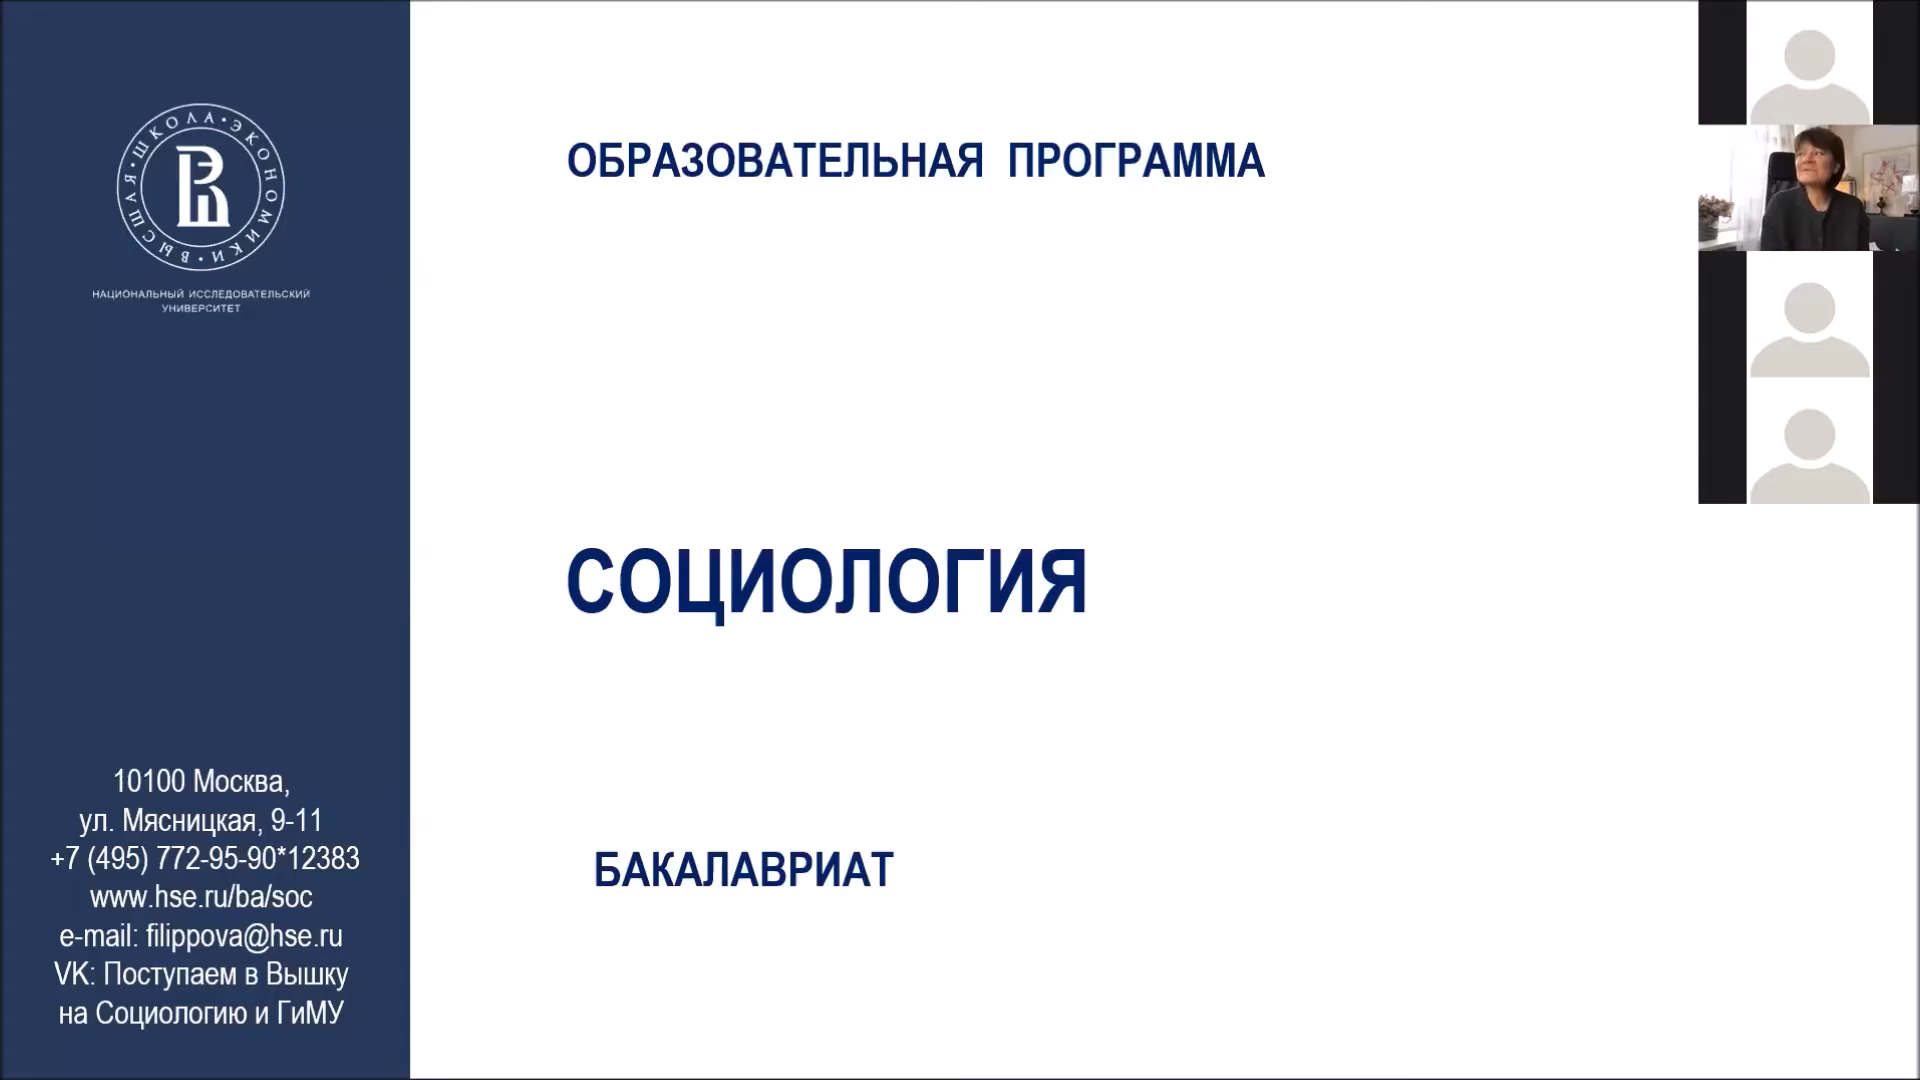 ВЫСШАЯ • ШКОЛА • ЭКОНОМИКИ •
НАЦИОНАЛЬНЫЙ ИССЛЕДОВАТЕЛЬСКИЙ
УНИВЕРСИТЕТ
10100 Москва,
ул. Мясницкая, 9-11
+7 (495) 772-95-90*12383
www.hse.ru/ba/soc
e-mail: filippova@hse.ru
VK: Поступаем в Вышку
на Социологию и ГиМУ
ОБРАЗОВАТЕЛЬНАЯ ПРОГРАММА
СОЦИОЛОГИЯ
БАКАЛАВРИАТ